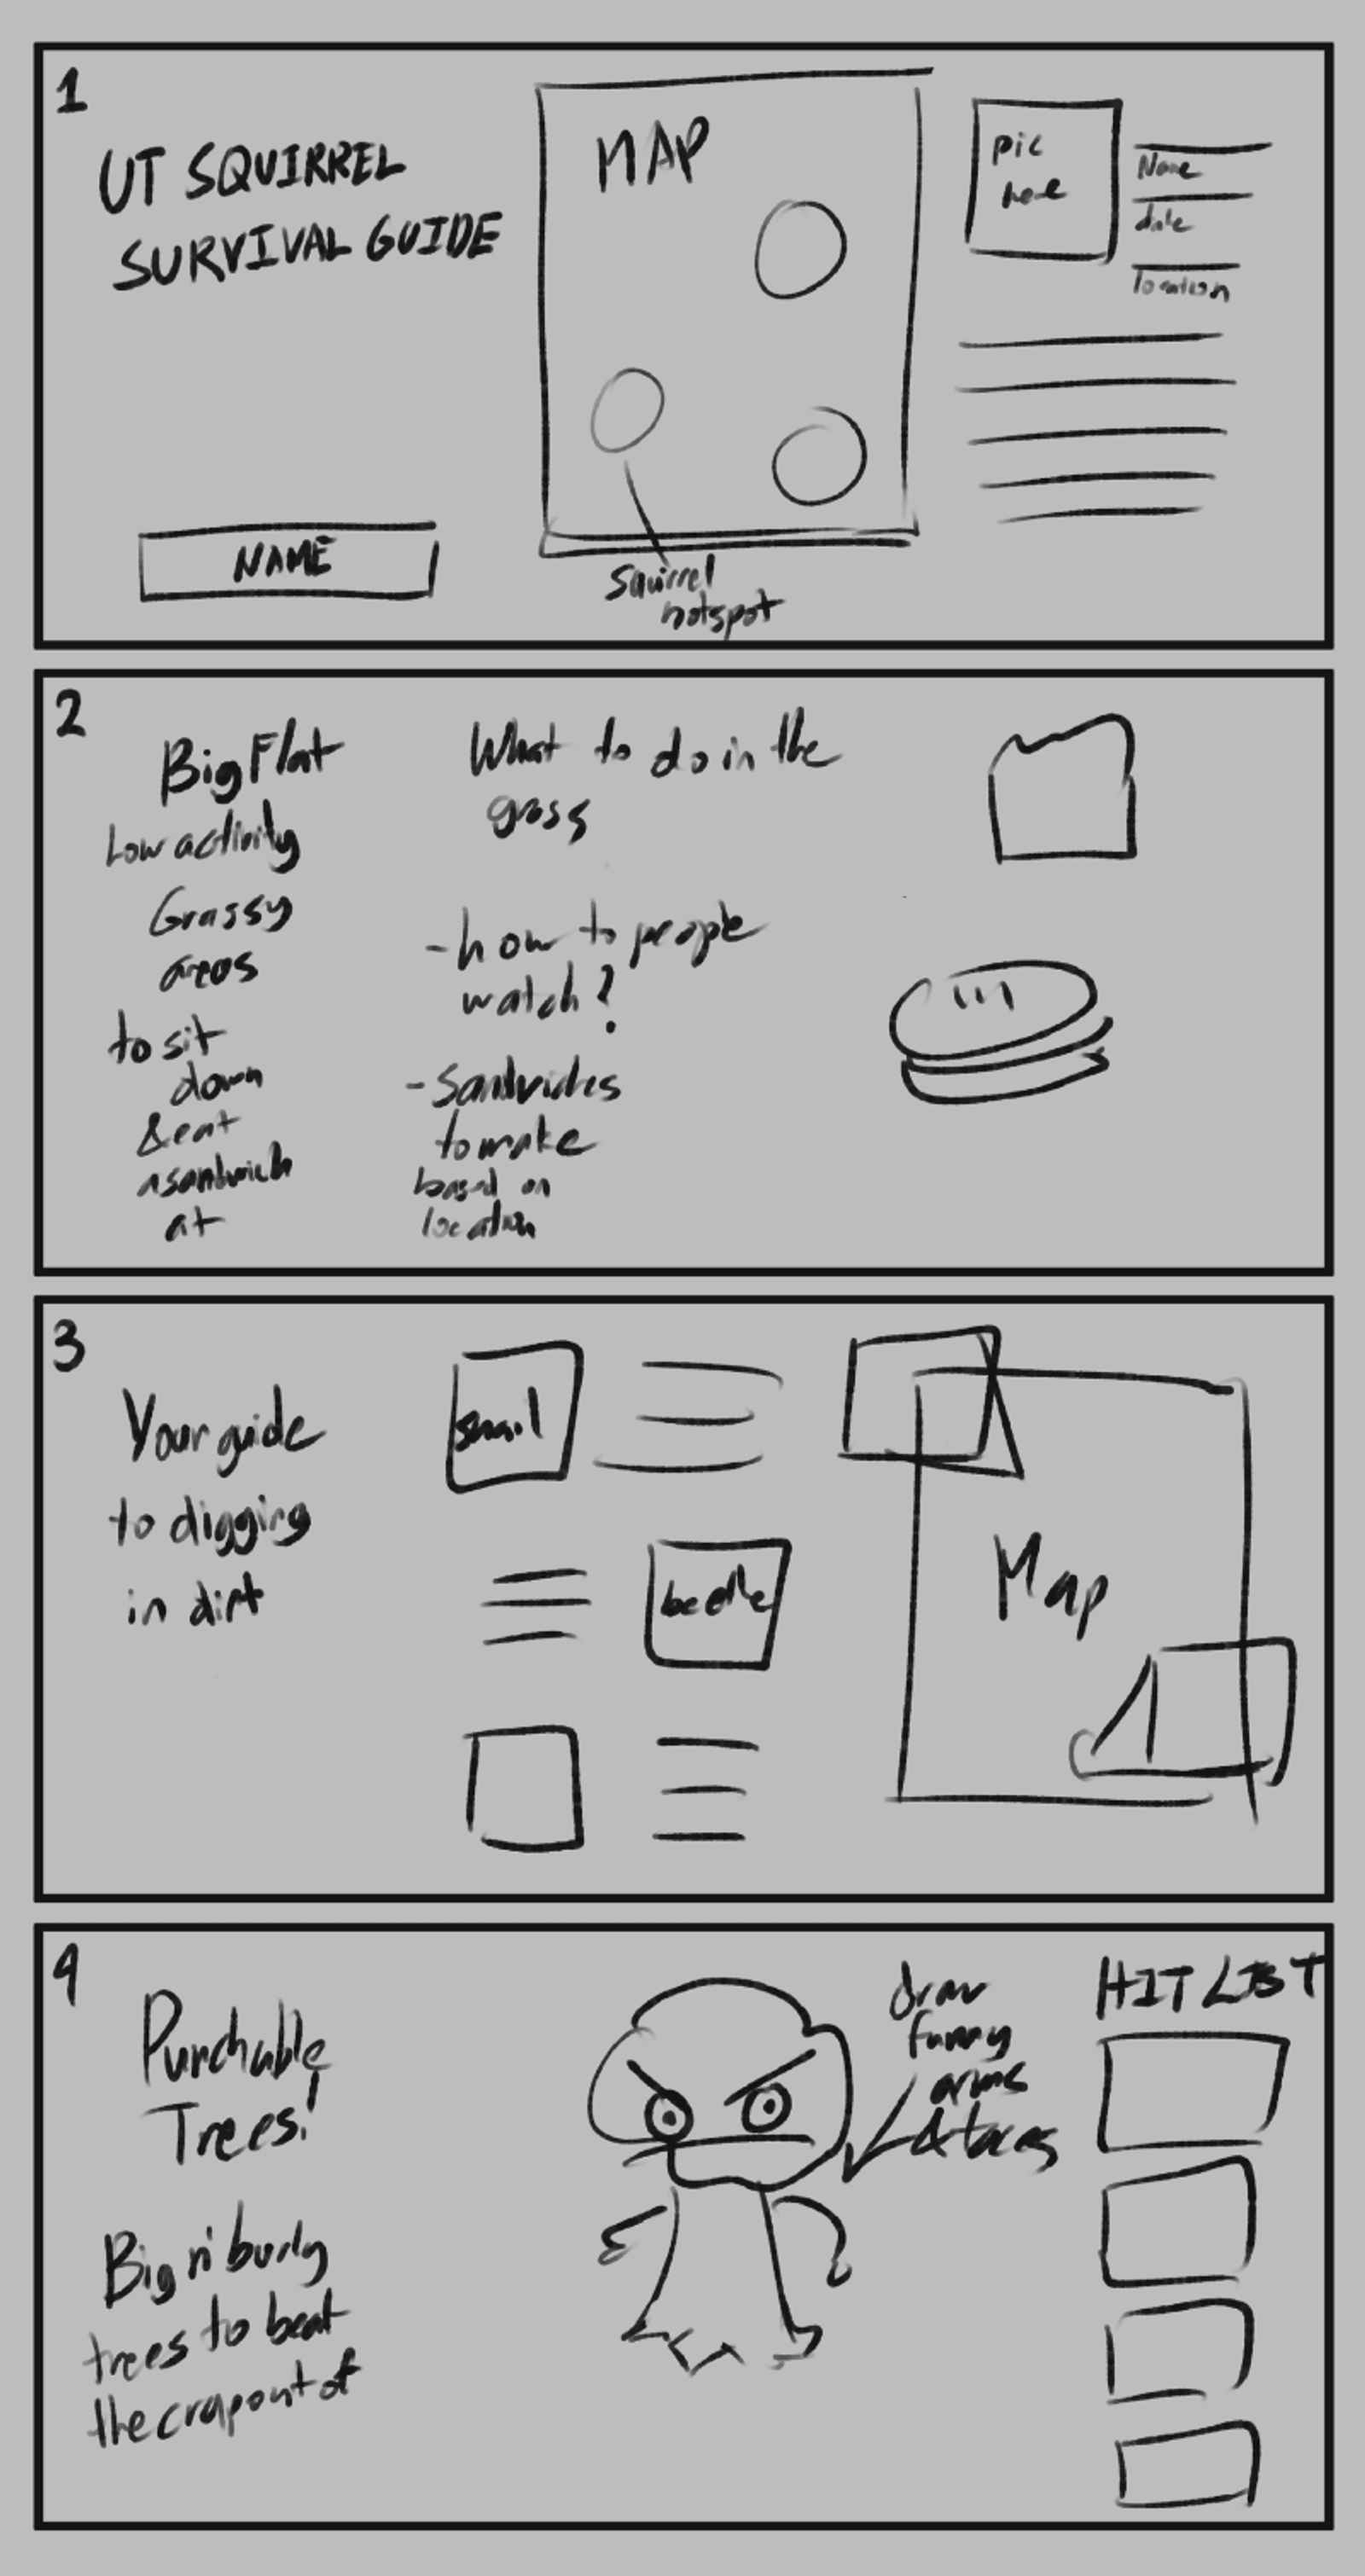 1
UT SQUIRREL
SURVIVAL GUIDE
NAME
MAP
Squirrel
hotspot
pic
here
Name
date
location
2
Big Flat
Low activity
Grassy
areas
to sit
down
& eat
a sandwich
at
What to do in the
grass
- how to people
watch?
- Sandwiches
to make
based on
location
3
Your guide
to digging
in dirt
snail
beetle
Map
4
Punchable
Trees!
Big n' burly
trees to beat
the crap out of
draw
funny
arms
& faces
HIT LIST